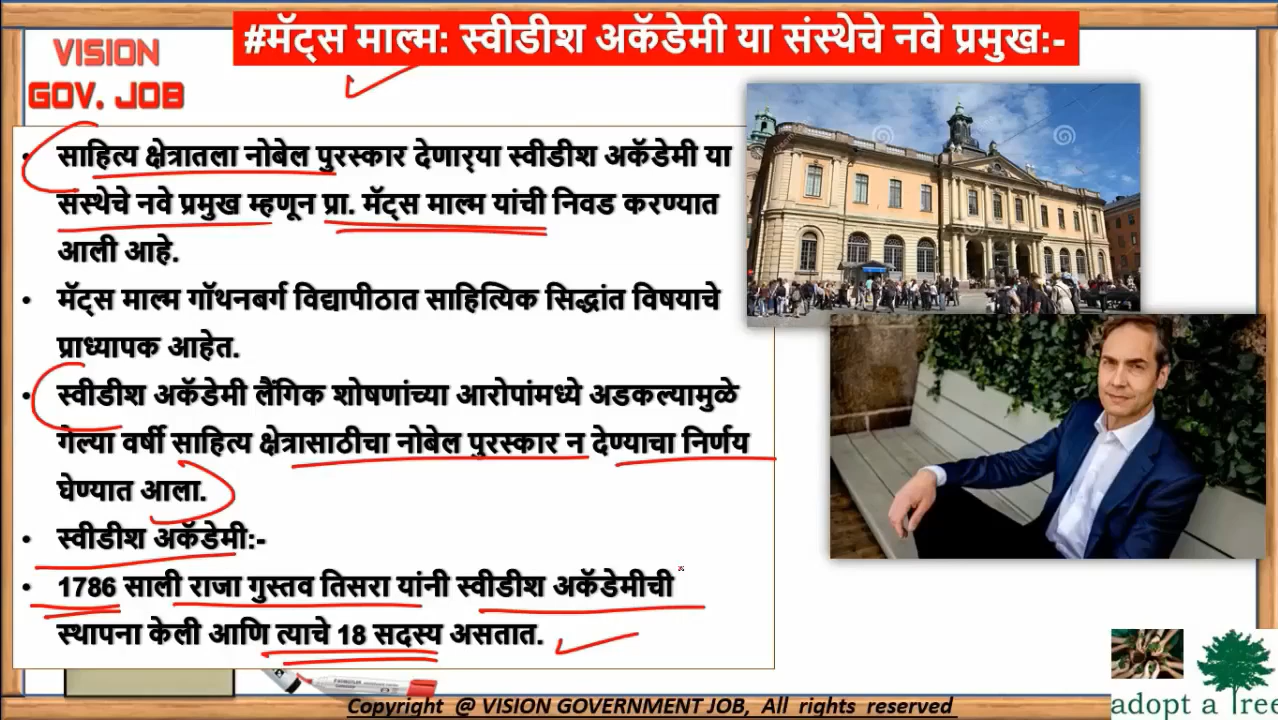 #मॅट्स माल्म: स्वीडीश अकॅडेमी या संस्थेचे नवे प्रमुख:-
VISION
GOV. JOB
• साहित्य क्षेत्रातला नोबेल पुरस्कार देणाऱ्या स्वीडीश अकॅडेमी या
संस्थेचे नवे प्रमुख म्हणून प्रा. मॅट्स माल्म यांची निवड करण्यात
आली आहे.
• मॅट्स माल्म गॉथनबर्ग विद्यापीठात साहित्यिक सिद्धांत विषयाचे
प्राध्यापक आहेत.
• स्वीडीश अकॅडेमी लैंगिक शोषणांच्या आरोपांमध्ये अडकल्यामुळे
गेल्या वर्षी साहित्य क्षेत्रासाठीचा नोबेल पुरस्कार न देण्याचा निर्णय
घेण्यात आला.
• स्वीडीश अकॅडेमी:-
• 1786 साली राजा गुस्तव तिसरा यांनी स्वीडीश अकॅडेमीची
स्थापना केली आणि त्याचे 18 सदस्य असतात.
Copyright @ VISION GOVERNMENT JOB, All rights reserved
adopt a Tree